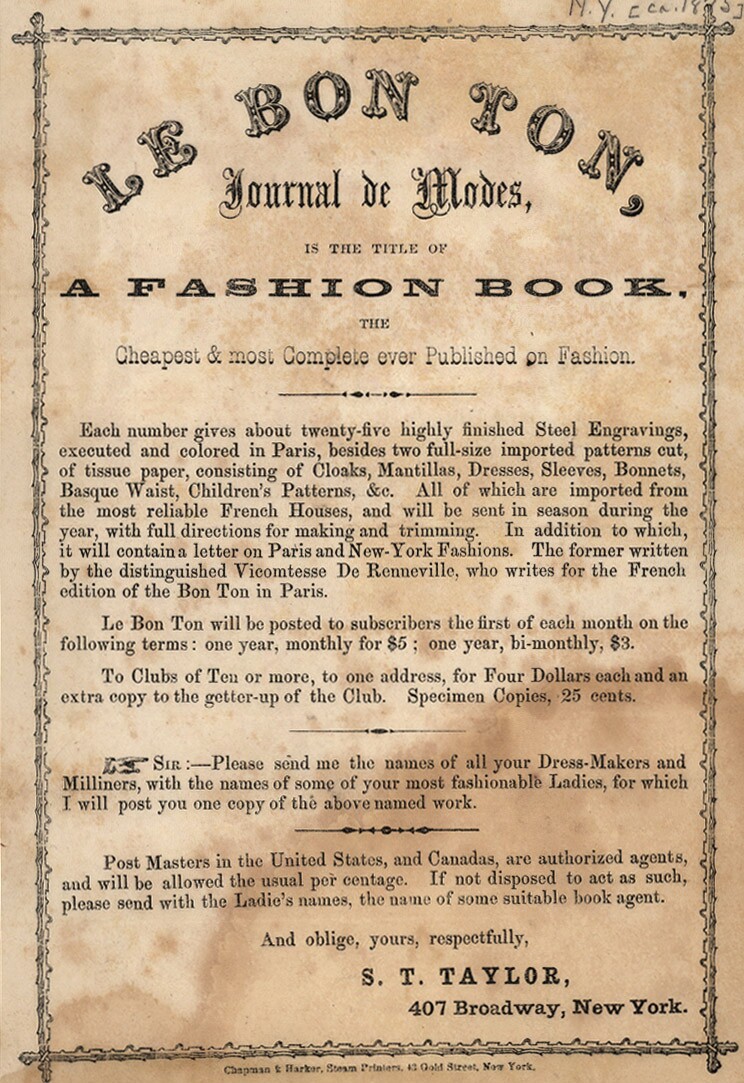 N.Y. [ca. 18
LE BON TON,
Journal de Modes,
IS THE TITLE OF
A FASHION BOOK,
THE
Cheapest & most Complete ever Published on Fashion.
Each number gives about twenty-five highly finished Steel Engravings,
executed and colored in Paris, besides two full-size imported patterns cut,
of tissue paper, consisting of Cloaks, Mantillas, Dresses, Sleeves, Bonnets,
Basque Waist, Children's Patterns, &c. All of which are imported from
the most reliable French Houses, and will be sent in season during the
year, with full directions for making and trimming. In addition to which,
it will contain a letter on Paris and New-York Fashions. The former written
by the distinguished Vicomtesse De Renneville, who writes for the French
edition of the Bon Ton in Paris.
Le Bon Ton will be posted to subscribers the first of each month on the
following terms: one year, monthly for $5; one year, bi-monthly, $3.
To Clubs of Ten or more, to one address, for Four Dollars each and an
extra copy to the getter-up of the Club. Specimen Copies, 25 cents.
☞ SIR:—Please send me the names of all your Dress-Makers and
Milliners, with the names of some of your most fashionable Ladies, for which
I will post you one copy of the above named work.
Post Masters in the United States, and Canadas, are authorized agents,
and will be allowed the usual per centage. If not disposed to act as such,
please send with the Ladie's names, the name of some suitable book agent.
And oblige, yours, respectfully,
S. T. TAYLOR,
407 Broadway, New York.
Chapman & Harker, Steam Printers, 43 Gold Street, New York.